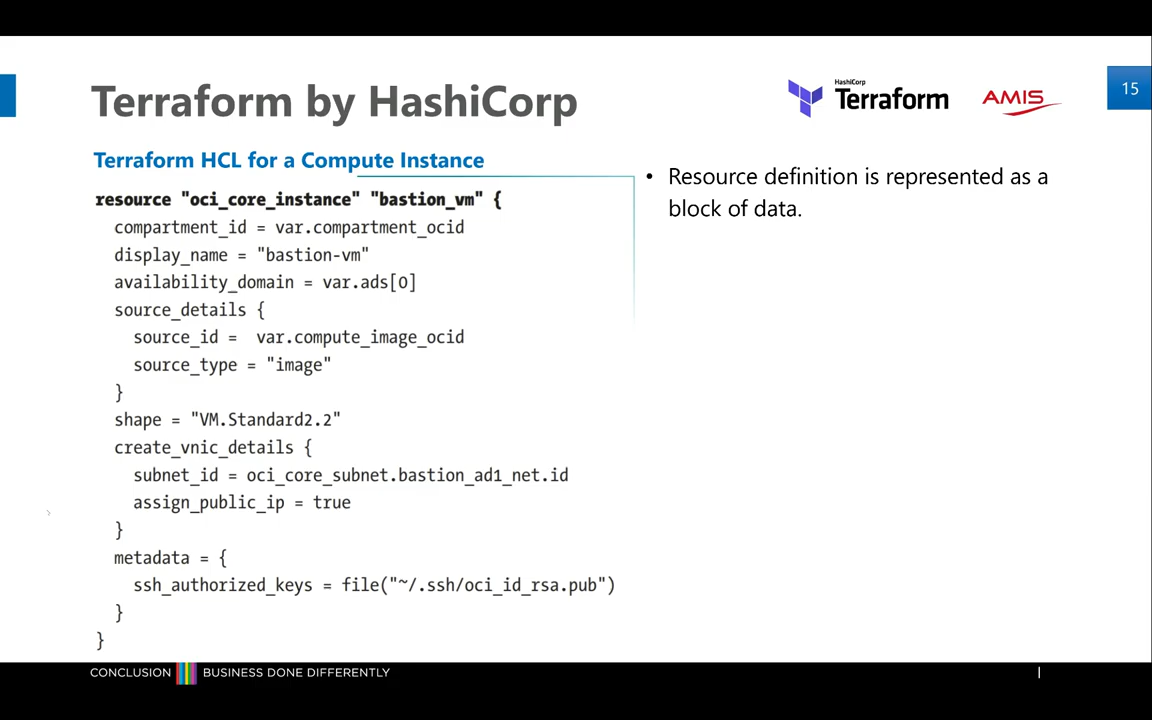 Terraform by HashiCorp
HashiCorp
Terraform
AMIS
15
Terraform HCL for a Compute Instance
resource "oci_core_instance" "bastion_vm" {
  compartment_id = var.compartment_ocid
  display_name = "bastion-vm"
  availability_domain = var.ads[0]
  source_details {
    source_id =  var.compute_image_ocid
    source_type = "image"
  }
  shape = "VM.Standard2.2"
  create_vnic_details {
    subnet_id = oci_core_subnet.bastion_ad1_net.id
    assign_public_ip = true
  }
  metadata = {
    ssh_authorized_keys = file("~/.ssh/oci_id_rsa.pub")
  }
}
• Resource definition is represented as a
block of data.
CONCLUSION BUSINESS DONE DIFFERENTLY
|